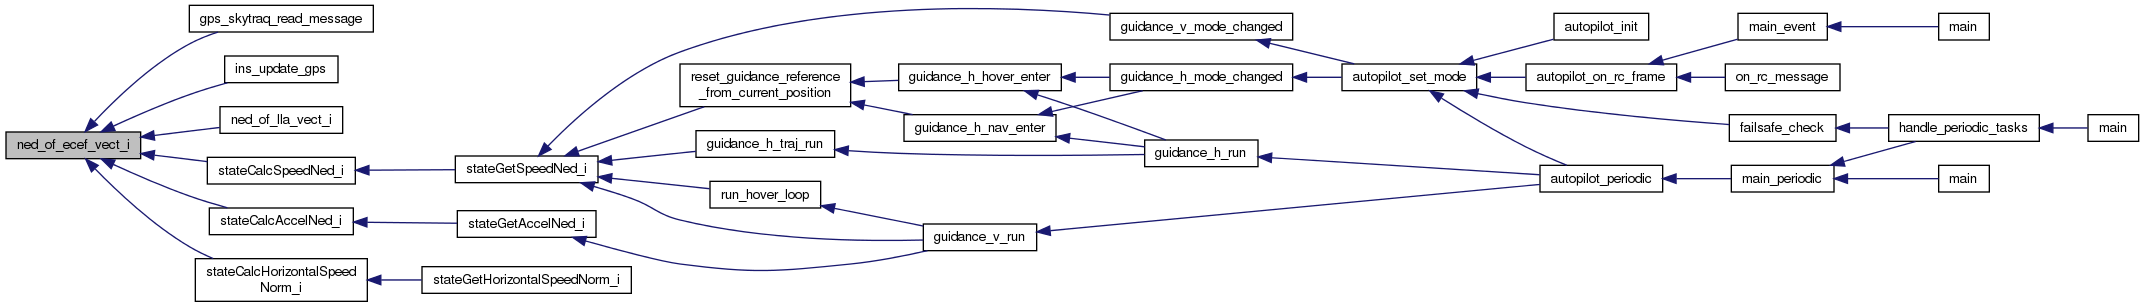 gps_skytraq_read_message
ins_update_gps
ned_of_lla_vect_i
ned_of_ecef_vect_i
stateCalcSpeedNed_i
stateCalcAccelNed_i
stateCalcHorizontalSpeed
Norm_i
stateGetSpeedNed_i
stateGetAccelNed_i
stateGetHorizontalSpeedNorm_i
reset_guidance_reference
_from_current_position
guidance_h_traj_run
run_hover_loop
guidance_h_hover_enter
guidance_h_nav_enter
guidance_v_run
guidance_v_mode_changed
guidance_h_mode_changed
guidance_h_run
autopilot_set_mode
autopilot_init
autopilot_on_rc_frame
autopilot_periodic
main_event
on_rc_message
failsafe_check
main_periodic
main
handle_periodic_tasks
main
main